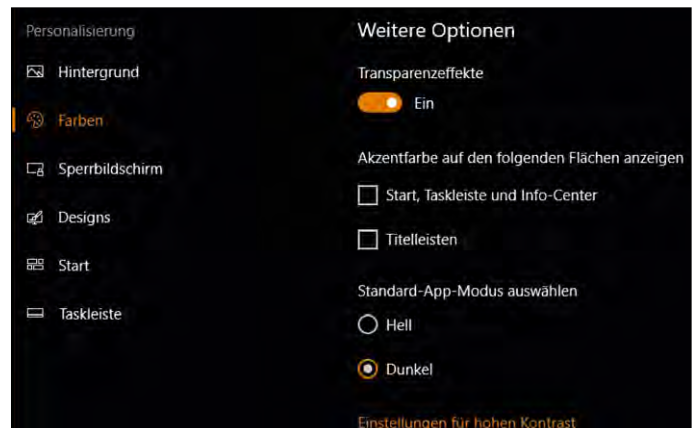 Personalisierung
Hintergrund
Farben
Sperrbildschirm
Designs
Start
Taskleiste
Weitere Optionen
Transparenzeffekte
Ein
Akzentfarbe auf den folgenden Flächen anzeigen
Start, Taskleiste und Info-Center
Titelleisten
Standard-App-Modus auswählen
Hell
Dunkel
Einstellungen für hohen Kontrast